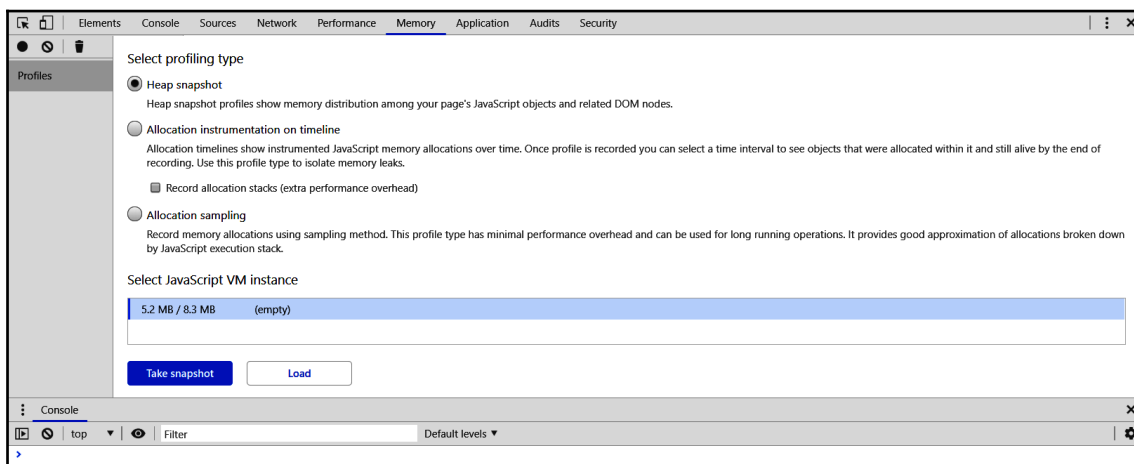 Elements Console Sources Network Performance Memory Application Audits Security
Profiles
Select profiling type
Heap snapshot
Heap snapshot profiles show memory distribution among your page's JavaScript objects and related DOM nodes.
Allocation instrumentation on timeline
Allocation timelines show instrumented JavaScript memory allocations over time. Once profile is recorded you can select a time interval to see objects that were allocated within it and still alive by the end of
recording. Use this profile type to isolate memory leaks.
Record allocation stacks (extra performance overhead)
Allocation sampling
Record memory allocations using sampling method. This profile type has minimal performance overhead and can be used for long running operations. It provides good approximation of allocations broken down
by JavaScript execution stack.
Select JavaScript VM instance
5.2 MB / 8.3 MB (empty)
Take snapshot Load
Console
top Filter Default levels